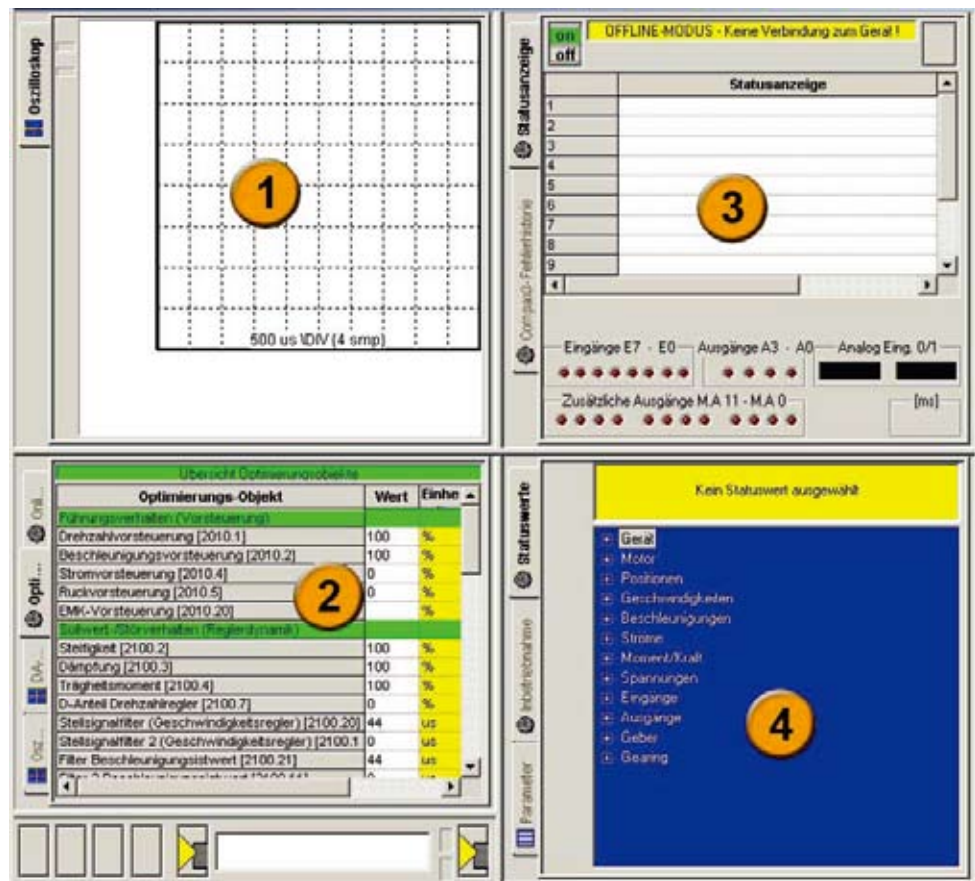 Oszilloskop
1
500 us \DIV (4 smp)
Statusanzeige
Compax3-Fehlerhistorie
on
off
OFFLINE-MODUS - Keine Verbindung zum Gerät !
Statusanzeige
1
2
3
4
5
6
7
8
9
3
Eingänge E7 - E0
Ausgänge A3 - A0
Analog Eing. 0/1
Zusätzliche Ausgänge M.A 11 - M.A 0
[ms]
Onl...
Opti ...
Osz...
Übersicht Optimierungsobjekte
Optimierungs-Objekt Wert Einhe
Führungsverhalten (Vorsteuerung)
Drehzahlvorsteuerung [2010.1] 100 %
Beschleunigungsvorsteuerung [2010.2] 100 %
Stromvorsteuerung [2010.4] 0 %
Ruckvorsteuerung [2010.5] 0 %
EMK-Vorsteuerung [2010.20] %
Sollwert-/Störverhalten (Reglerdynamik)
Steifigkeit [2100.2] 100 %
Dämpfung [2100.3] 100 %
Trägheitsmoment [2100.4] 100 %
D-Anteil Drehzahlregler [2100.7] 0 %
Stellsignalfilter (Geschwindigkeitsregler) [2100.20] 44 us
Stellsignalfilter 2 (Geschwindigkeitsregler) [2100.1 0 us
Filter Beschleunigungsistwert [2100.21] 44 us
2
Statuswerte
Inbetriebnahme
Parameter
Kein Statuswert ausgewählt
Gerät
Motor
Positionen
Geschwindigkeiten
Beschleunigungen
Ströme
Moment/Kraft
Spannungen
Eingänge
Ausgänge
Geber
Gearing
4